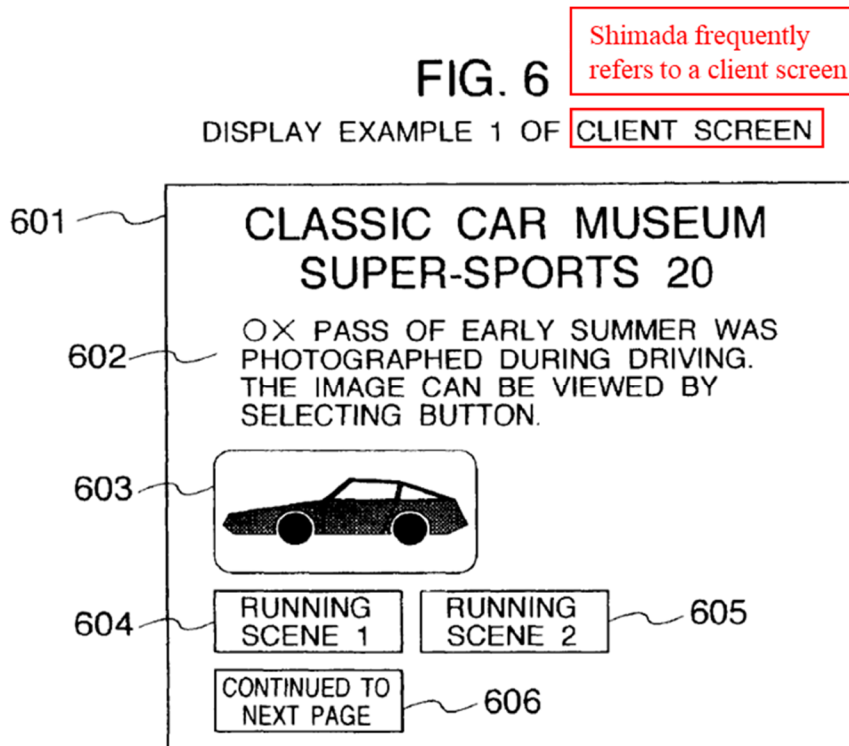 Shimada frequently
refers to a client screen
FIG. 6
DISPLAY EXAMPLE 1 OF CLIENT SCREEN
601
CLASSIC CAR MUSEUM
SUPER-SPORTS 20
602
○× PASS OF EARLY SUMMER WAS
PHOTOGRAPHED DURING DRIVING.
THE IMAGE CAN BE VIEWED BY
SELECTING BUTTON.
603
604
RUNNING
SCENE 1
RUNNING
SCENE 2
605
CONTINUED TO
NEXT PAGE
606